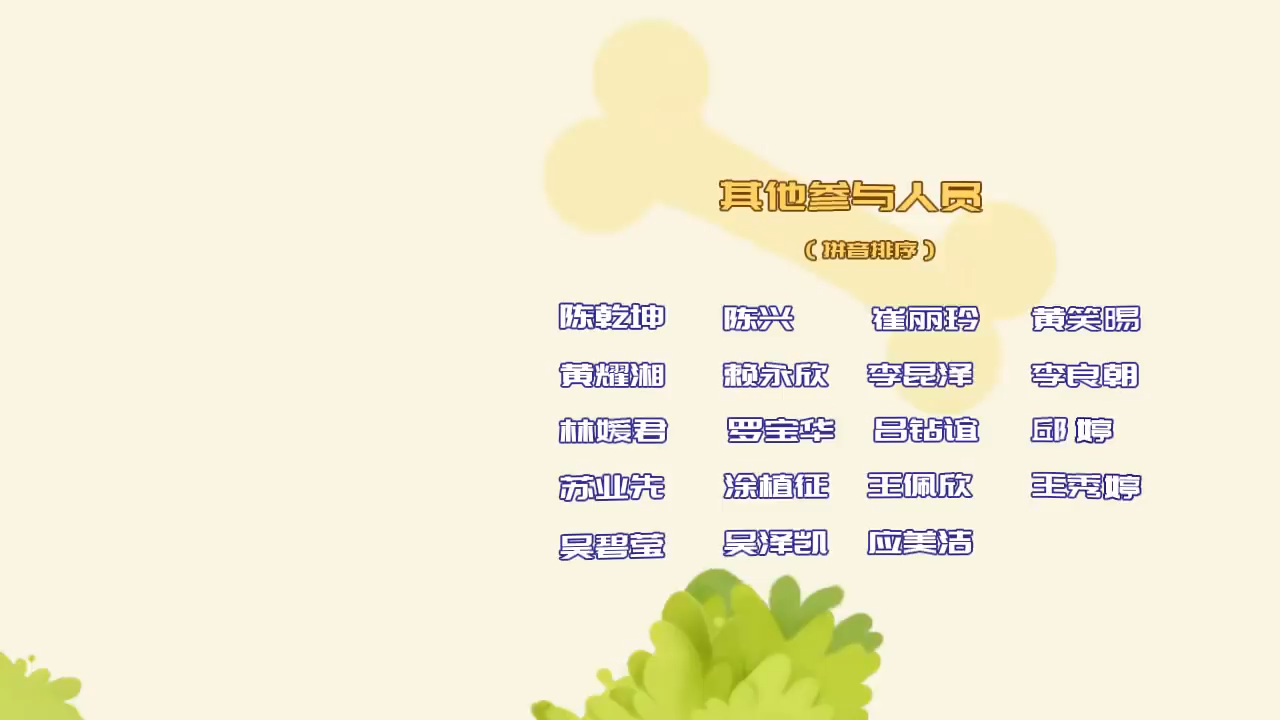 其他参与人员
（拼音排序）
陈乾坤 陈兴 崔丽玲 黄笑赐
黄耀湘 赖永欣 李昆泽 李良朝
林媛君 罗宝华 吕钻谊 邱 婷
苏业先 涂植征 王佩欣 王秀婷
吴碧莹 吴泽凯 应美洁